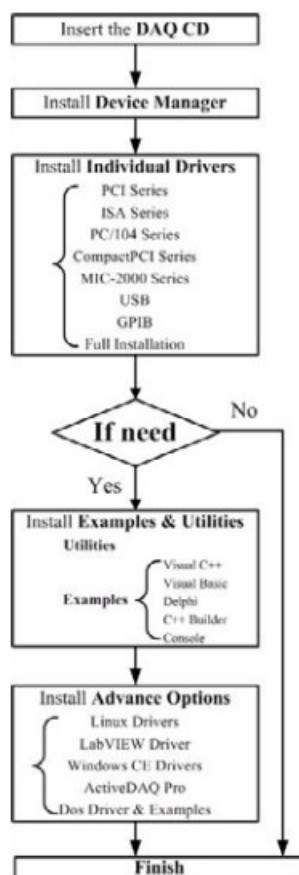 Insert the DAQ CD
Install Device Manager
Install Individual Drivers
PCI Series
ISA Series
PC/104 Series
CompactPCI Series
MIC-2000 Series
USB
GPIB
Full Installation
If need
No
Yes
Install Examples & Utilities
Utilities
Examples
Visual C++
Visual Basic
Delphi
C++ Builder
Console
Install Advance Options
Linux Drivers
LabVIEW Driver
Windows CE Drivers
ActiveDAQ Pro
Dos Driver & Examples
Finish